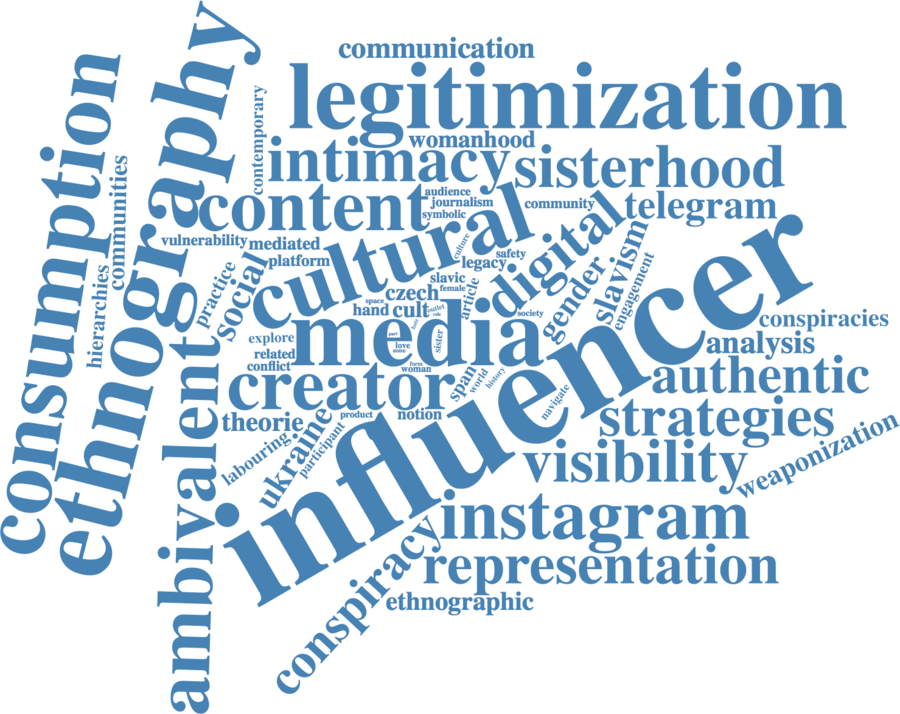 communication
legitimization
womanhood
intimacy
sisterhood
contemporary
consumption
communities
ethnography
content
audience
journalism
symbolic
community
telegram
cultural
digital
vulnerability
mediated
platform
culture
safety
legacy
slavic
female
article
gender
slavism
engagement
hierarchies
practice
social
czech
space
hand
cult
outlet
society
media
influencer
conspiracies
analysis
explore
related
conflict
love
zone
sister
woman
form
creator
span
world
history
navigate
authentic
strategies
theorie
product
notion
ambivalent
labouring
ukraine
participant
visibility
weaponization
instagram
conspiracy
representation
ethnographic